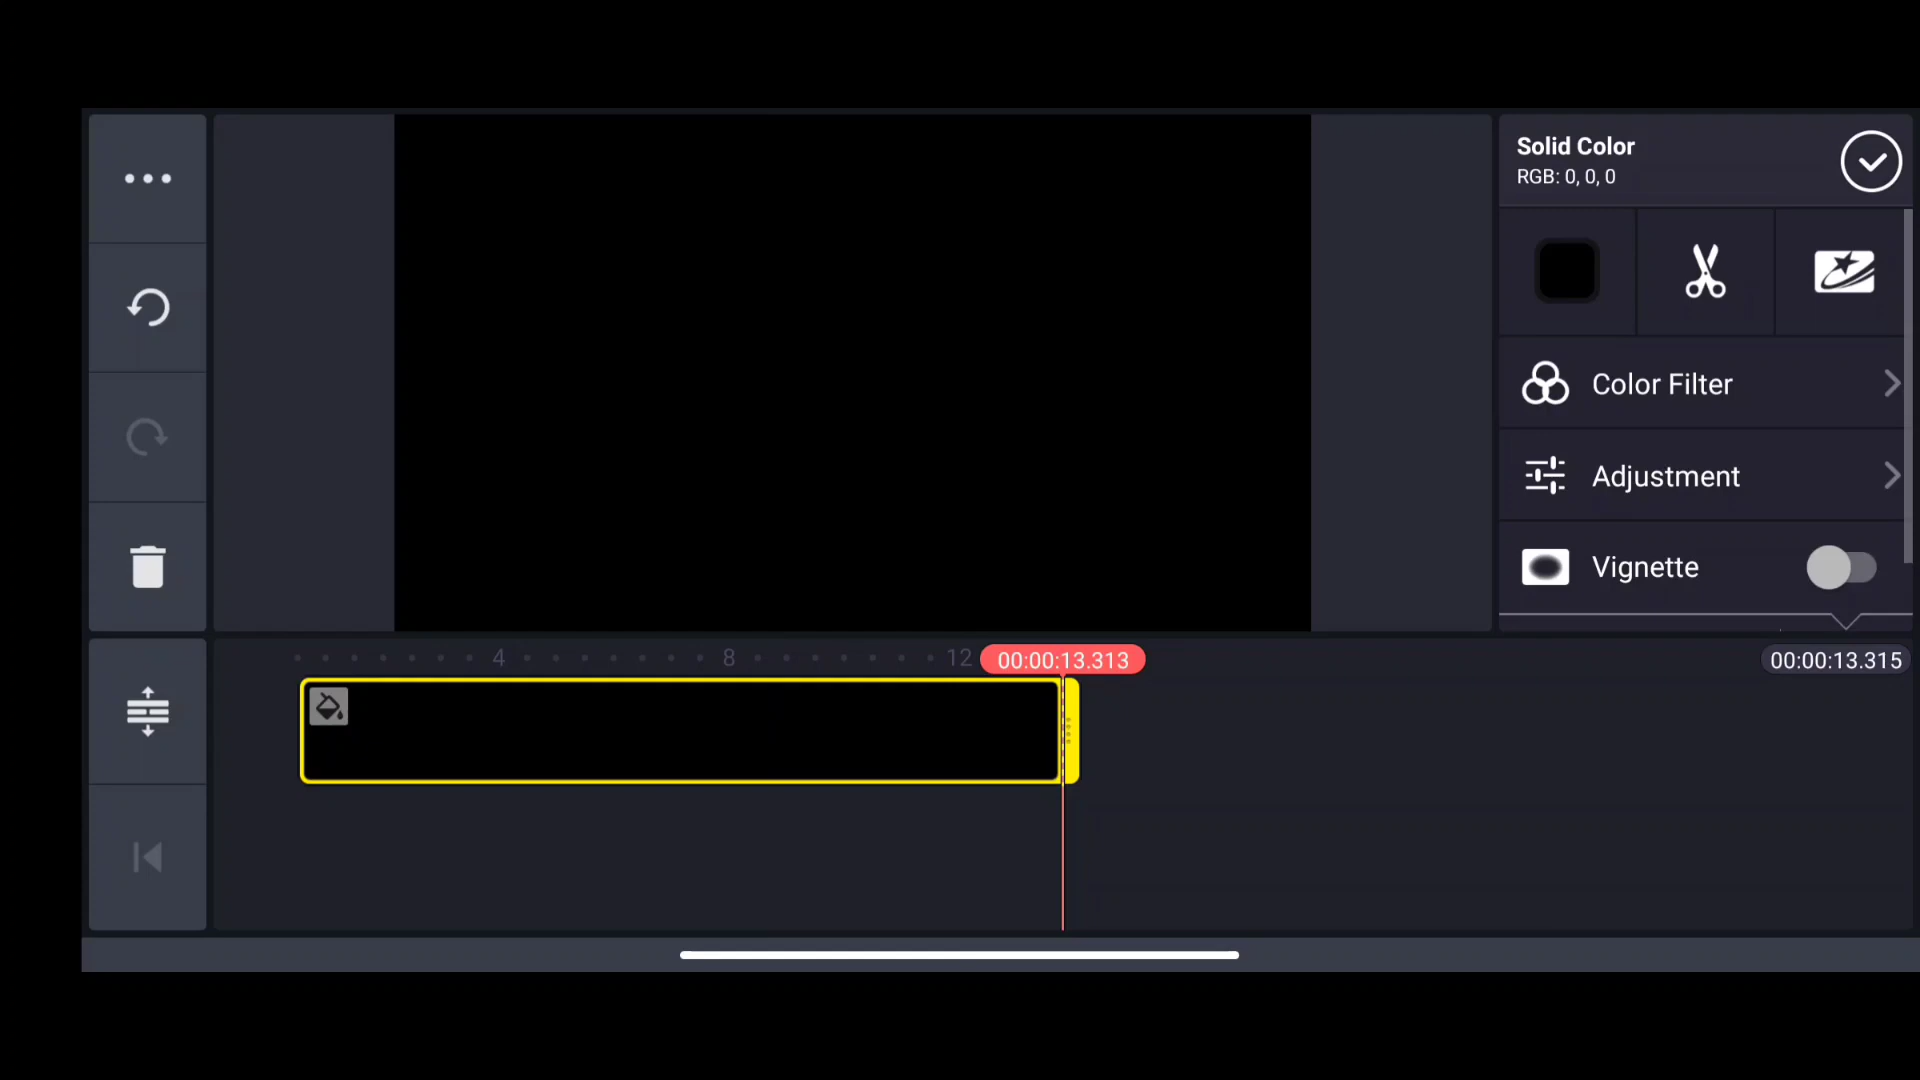 Solid Color
RGB: 0, 0, 0
Color Filter
Adjustment
Vignette
4
8
12
00:00:13.313
00:00:13.315